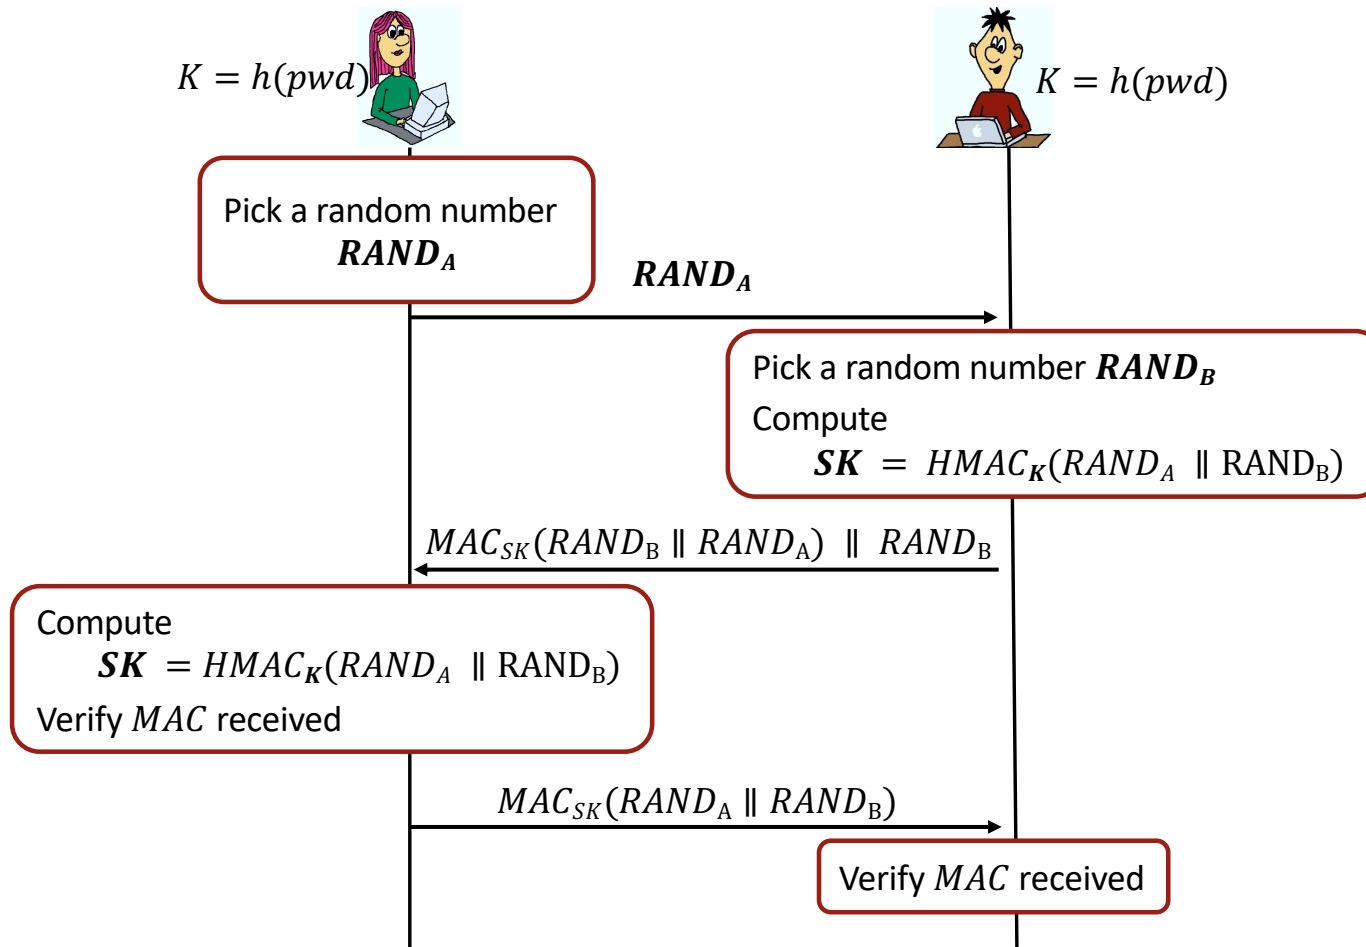 K = h(pwd)
K = h(pwd)
Pick a random number
RAND_A
RAND_A
Pick a random number RAND_B
Compute
SK = HMAC_K(RAND_A ∥ RAND_B)
MAC_SK(RAND_B ∥ RAND_A) ∥ RAND_B
Compute
SK = HMAC_K(RAND_A ∥ RAND_B)
Verify MAC received
MAC_SK(RAND_A ∥ RAND_B)
Verify MAC received